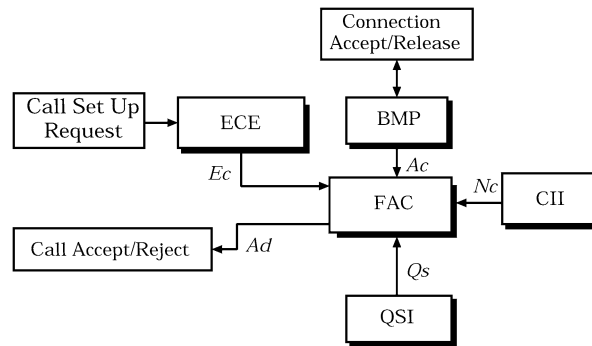 Connection
Accept/Release
Call Set Up
Request
ECE
BMP
Ec
Ac
FAC
Nc
CII
Call Accept/Reject
Ad
Qs
QSI